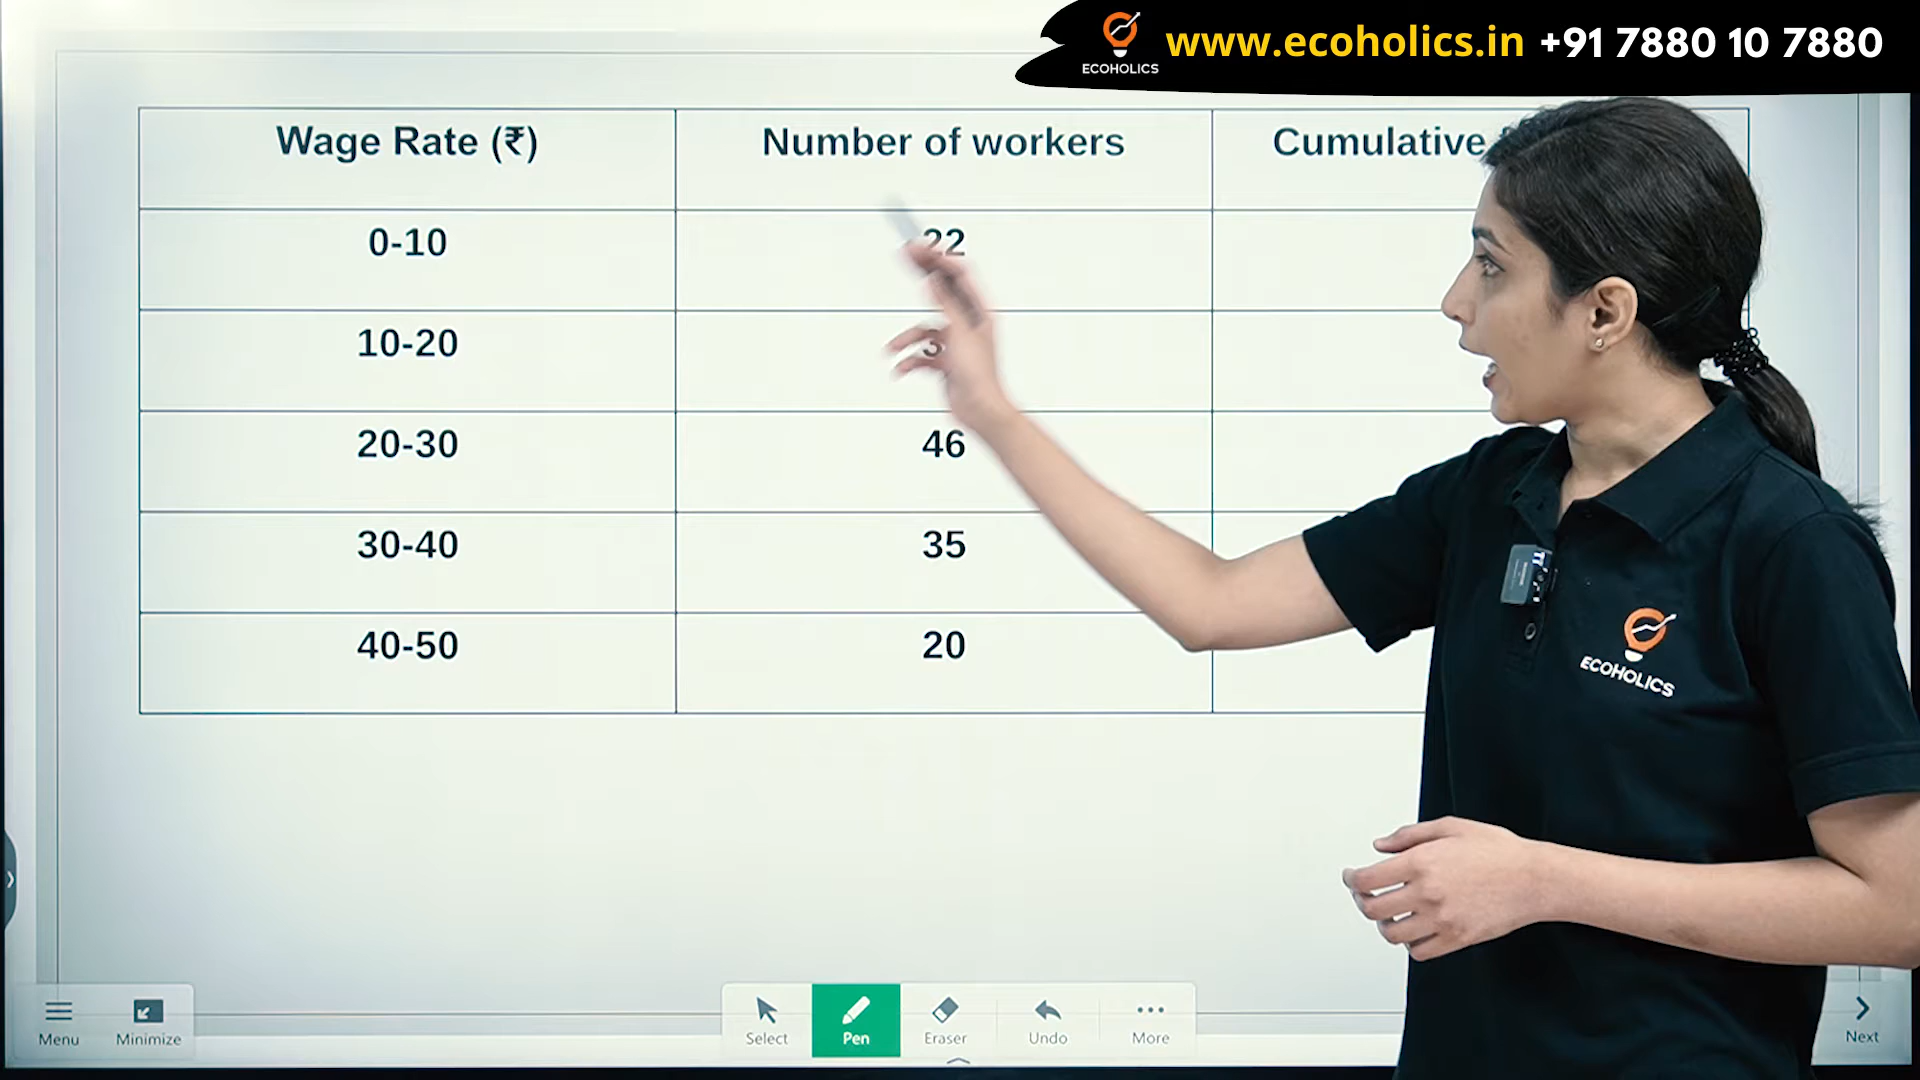 www.ecoholics.in +91 7880 10 7880
ECOHOLICS
Wage Rate (₹) Number of workers Cumulative
0-10 22
10-20
20-30 46
30-40 35
40-50 20
ECOHOLICS
Menu Minimize Select Pen Eraser Undo More Next